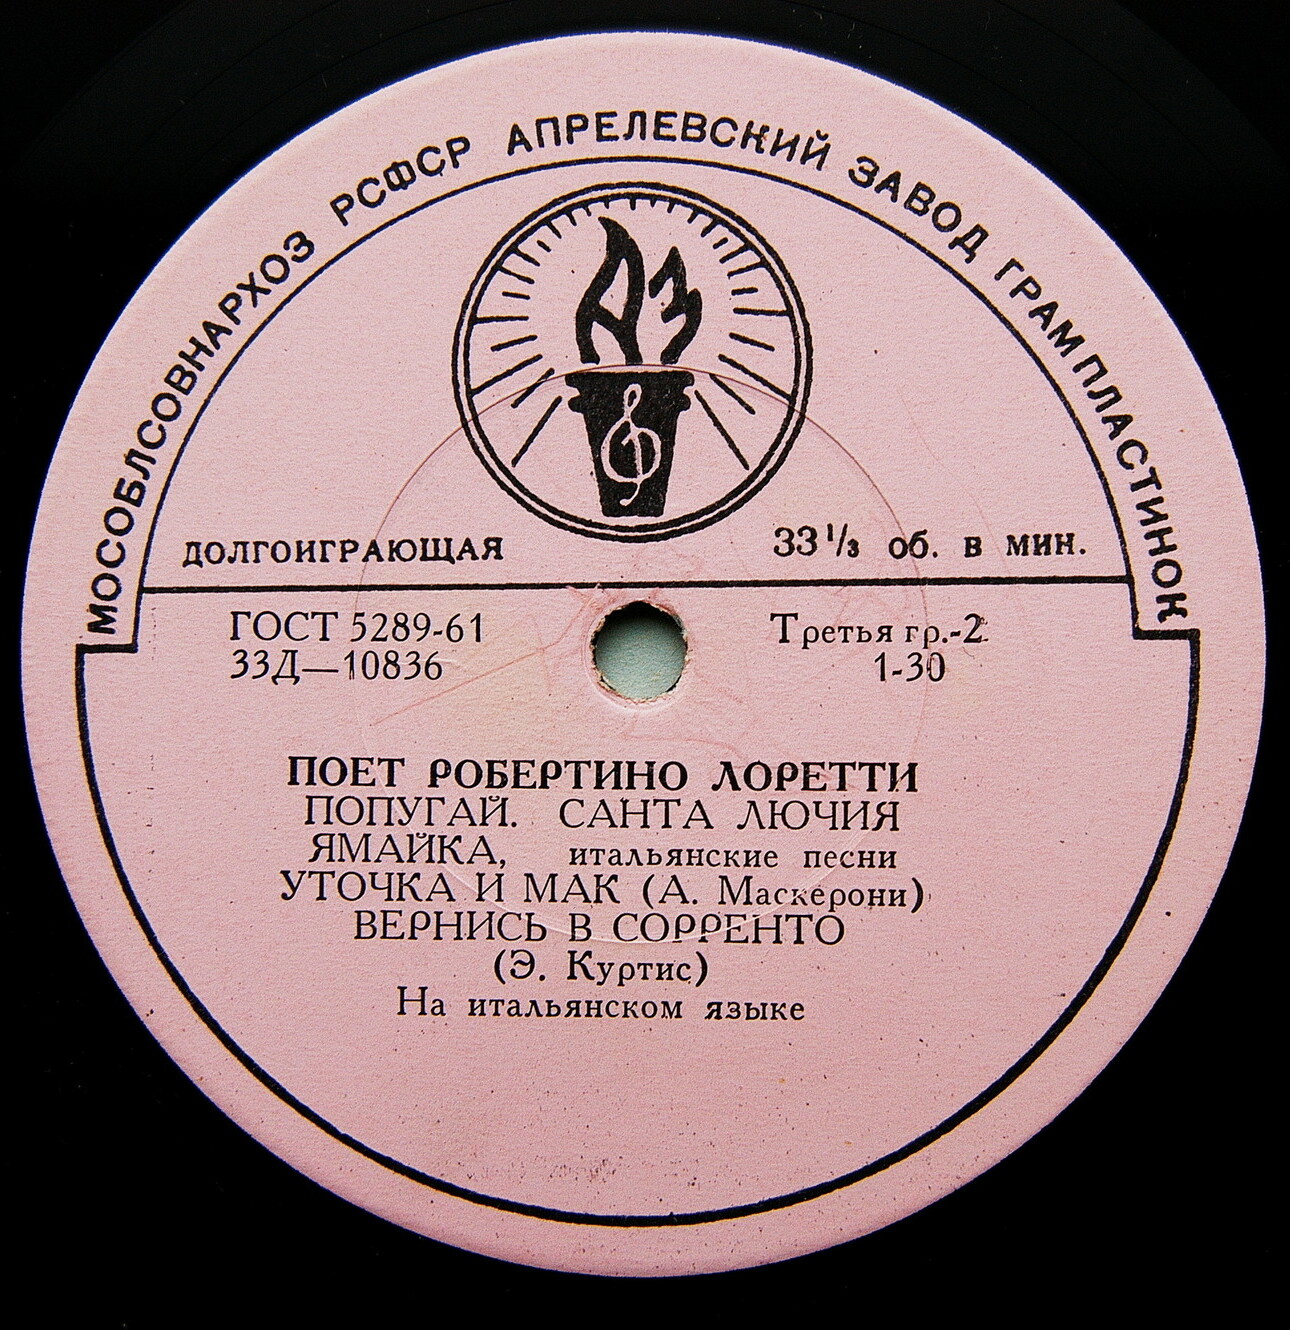 МОСОБЛСОВНАРХОЗ РСФСР АПРЕЛЕВСКИЙ ЗАВОД ГРАМПЛАСТИНОК
АЗ
ДОЛГОИГРАЮЩАЯ 33 1/3 об. в мин.
ГОСТ 5289-61 Третья гр.-2
33Д—10836 1-30
ПОЕТ РОБЕРТИНО ЛОРЕТТИ
ПОПУГАЙ. САНТА ЛЮЧИЯ
ЯМАЙКА, итальянские песни
УТОЧКА И МАК (А. Маскерони)
ВЕРНИСЬ В СОРРЕНТО
(Э. Куртис)
На итальянском языке